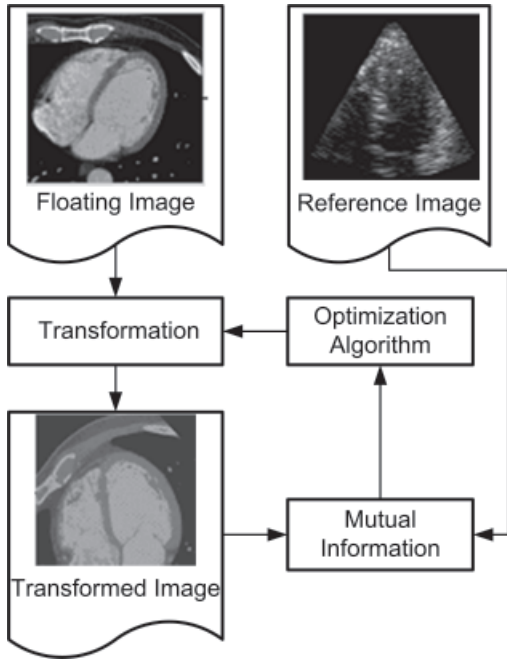 Floating Image
Reference Image
Transformation
Optimization
Algorithm
Mutual
Information
Transformed Image